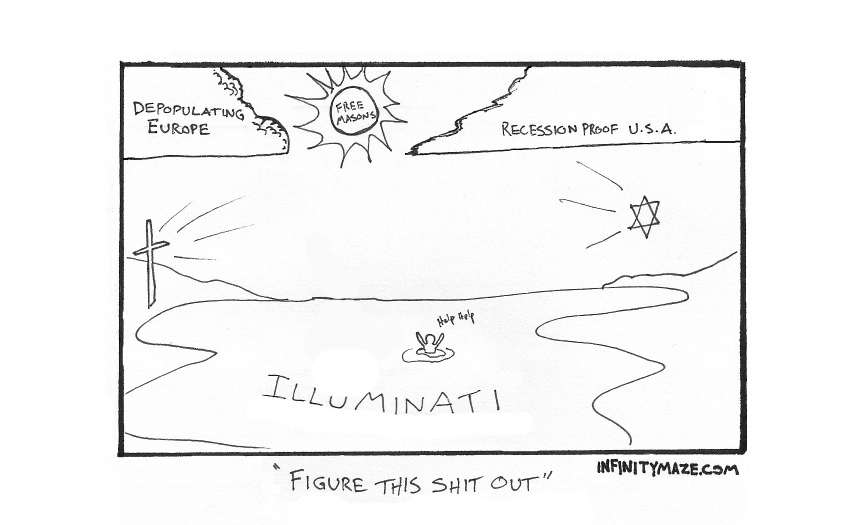 DEPOPULATING
EUROPE
FREE
MASONS
RECESSION PROOF U.S.A.
Help Help
ILLUMINATI
INFINITYMAZE.COM
"FIGURE THIS SHIT OUT"